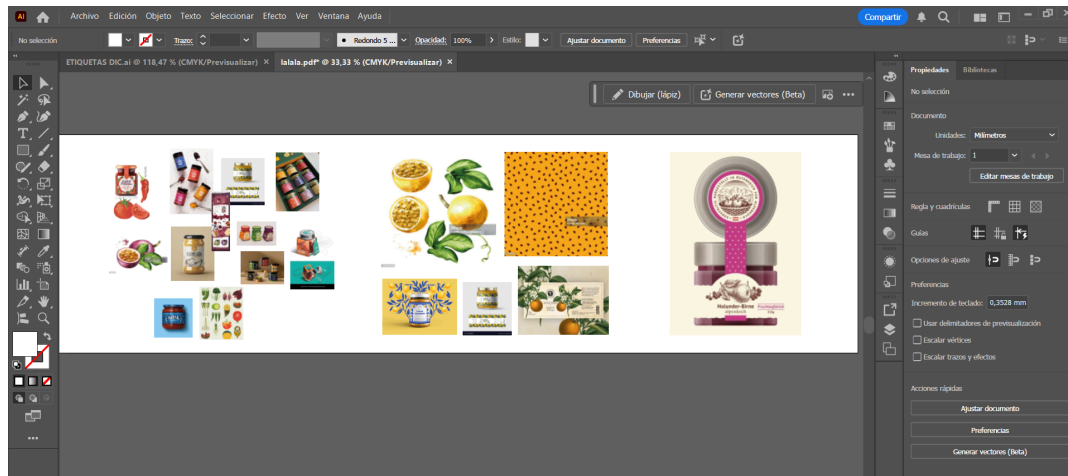 Ai
Archivo Edición Objeto Texto Seleccionar Efecto Ver Ventana Ayuda
Compartir
No selección
Trazo:
Redondo 5 ...
Opacidad: 100%
Estilo:
Ajustar documento
Preferencias
ETIQUETAS DIC.ai @ 118,47 % (CMYK/Previsualizar) ×
lalala.pdf* @ 33,33 % (CMYK/Previsualizar) ×
Dibujar (lápiz)
Generar vectores (Beta)
Holunder-Birne
Propiedades
Bibliotecas
No selección
Documento
Unidades: Milímetros
Mesa de trabajo: 1
Editar mesas de trabajo
Regla y cuadrículas
Guías
Opciones de ajuste
Preferencias
Incremento de teclado: 0,3528 mm
Usar delimitadores de previsualización
Escalar vértices
Escalar trazos y efectos
Acciones rápidas
Ajustar documento
Preferencias
Generar vectores (Beta)